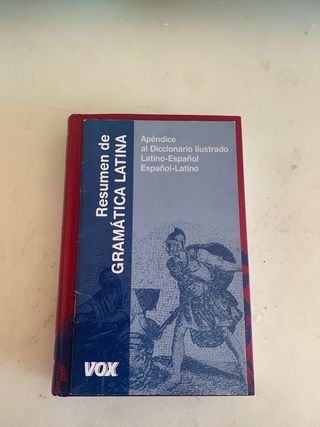 Resumen de
GRAMÁTICA LATINA
Apéndice
al Diccionario Ilustrado
Latino-Español
Español-Latino
VOX